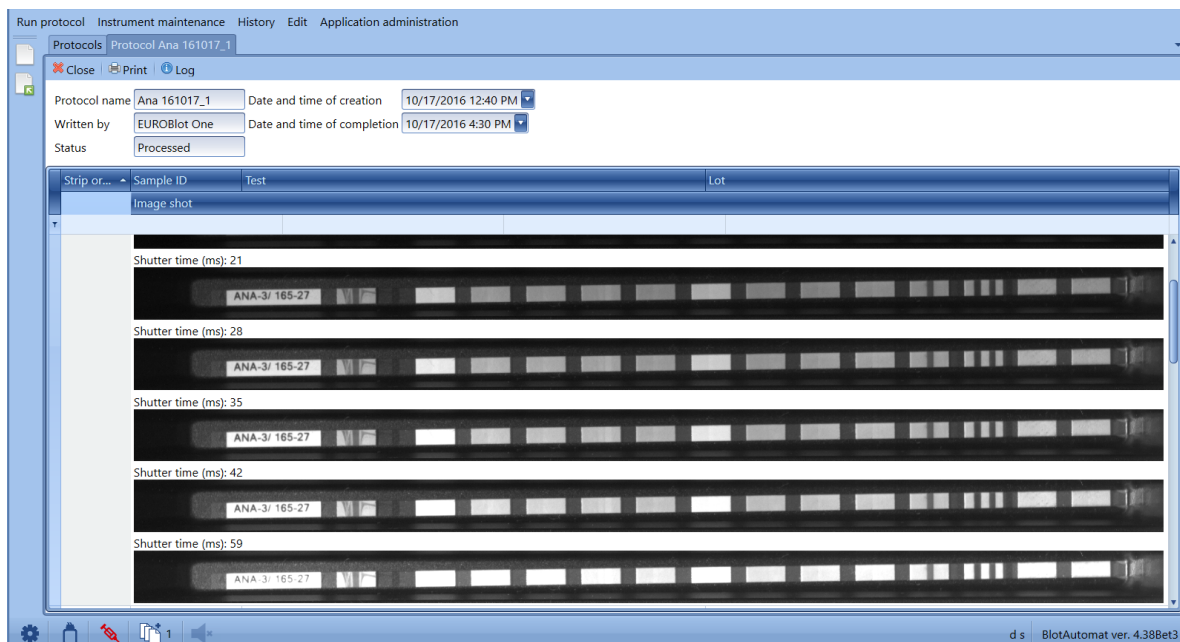 Run protocol Instrument maintenance History Edit Application administration
Protocols Protocol Ana 161017_1
Close Print Log
Protocol name Ana 161017_1 Date and time of creation 10/17/2016 12:40 PM
Written by EUROBlot One Date and time of completion 10/17/2016 4:30 PM
Status Processed
Strip or... Sample ID Test Lot
Image shot
Shutter time (ms): 21
ANA-3/ 165-27
Shutter time (ms): 28
ANA-3/ 165-27
Shutter time (ms): 35
ANA-3/ 165-27
Shutter time (ms): 42
ANA-3/ 165-27
Shutter time (ms): 59
ANA-3/ 165-27
1 d s BlotAutomat ver. 4.38Bet3